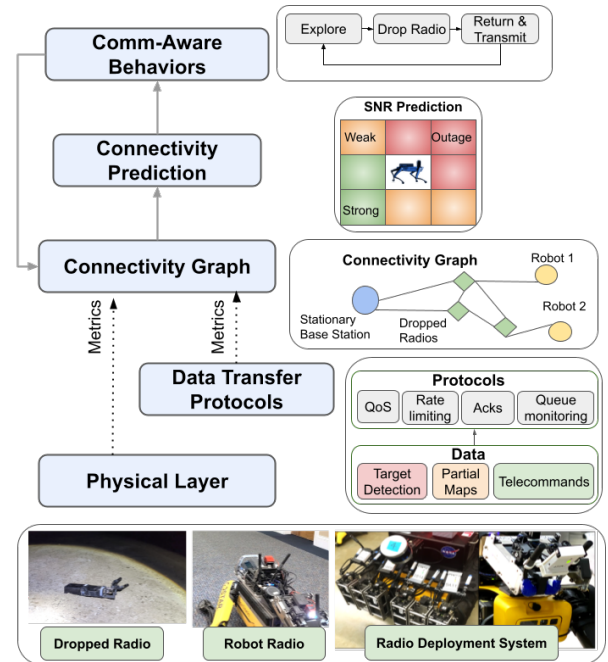 Comm-Aware
Behaviors
Explore
Drop Radio
Return &
Transmit
SNR Prediction
Weak
Outage
Strong
Connectivity
Prediction
Connectivity Graph
Connectivity Graph
Robot 1
Robot 2
Stationary
Base Station
Dropped
Radios
Metrics
Metrics
Data Transfer
Protocols
Protocols
QoS
Rate
limiting
Acks
Queue
monitoring
Data
Target
Detection
Partial
Maps
Telecommands
Physical Layer
Dropped Radio
Robot Radio
Radio Deployment System